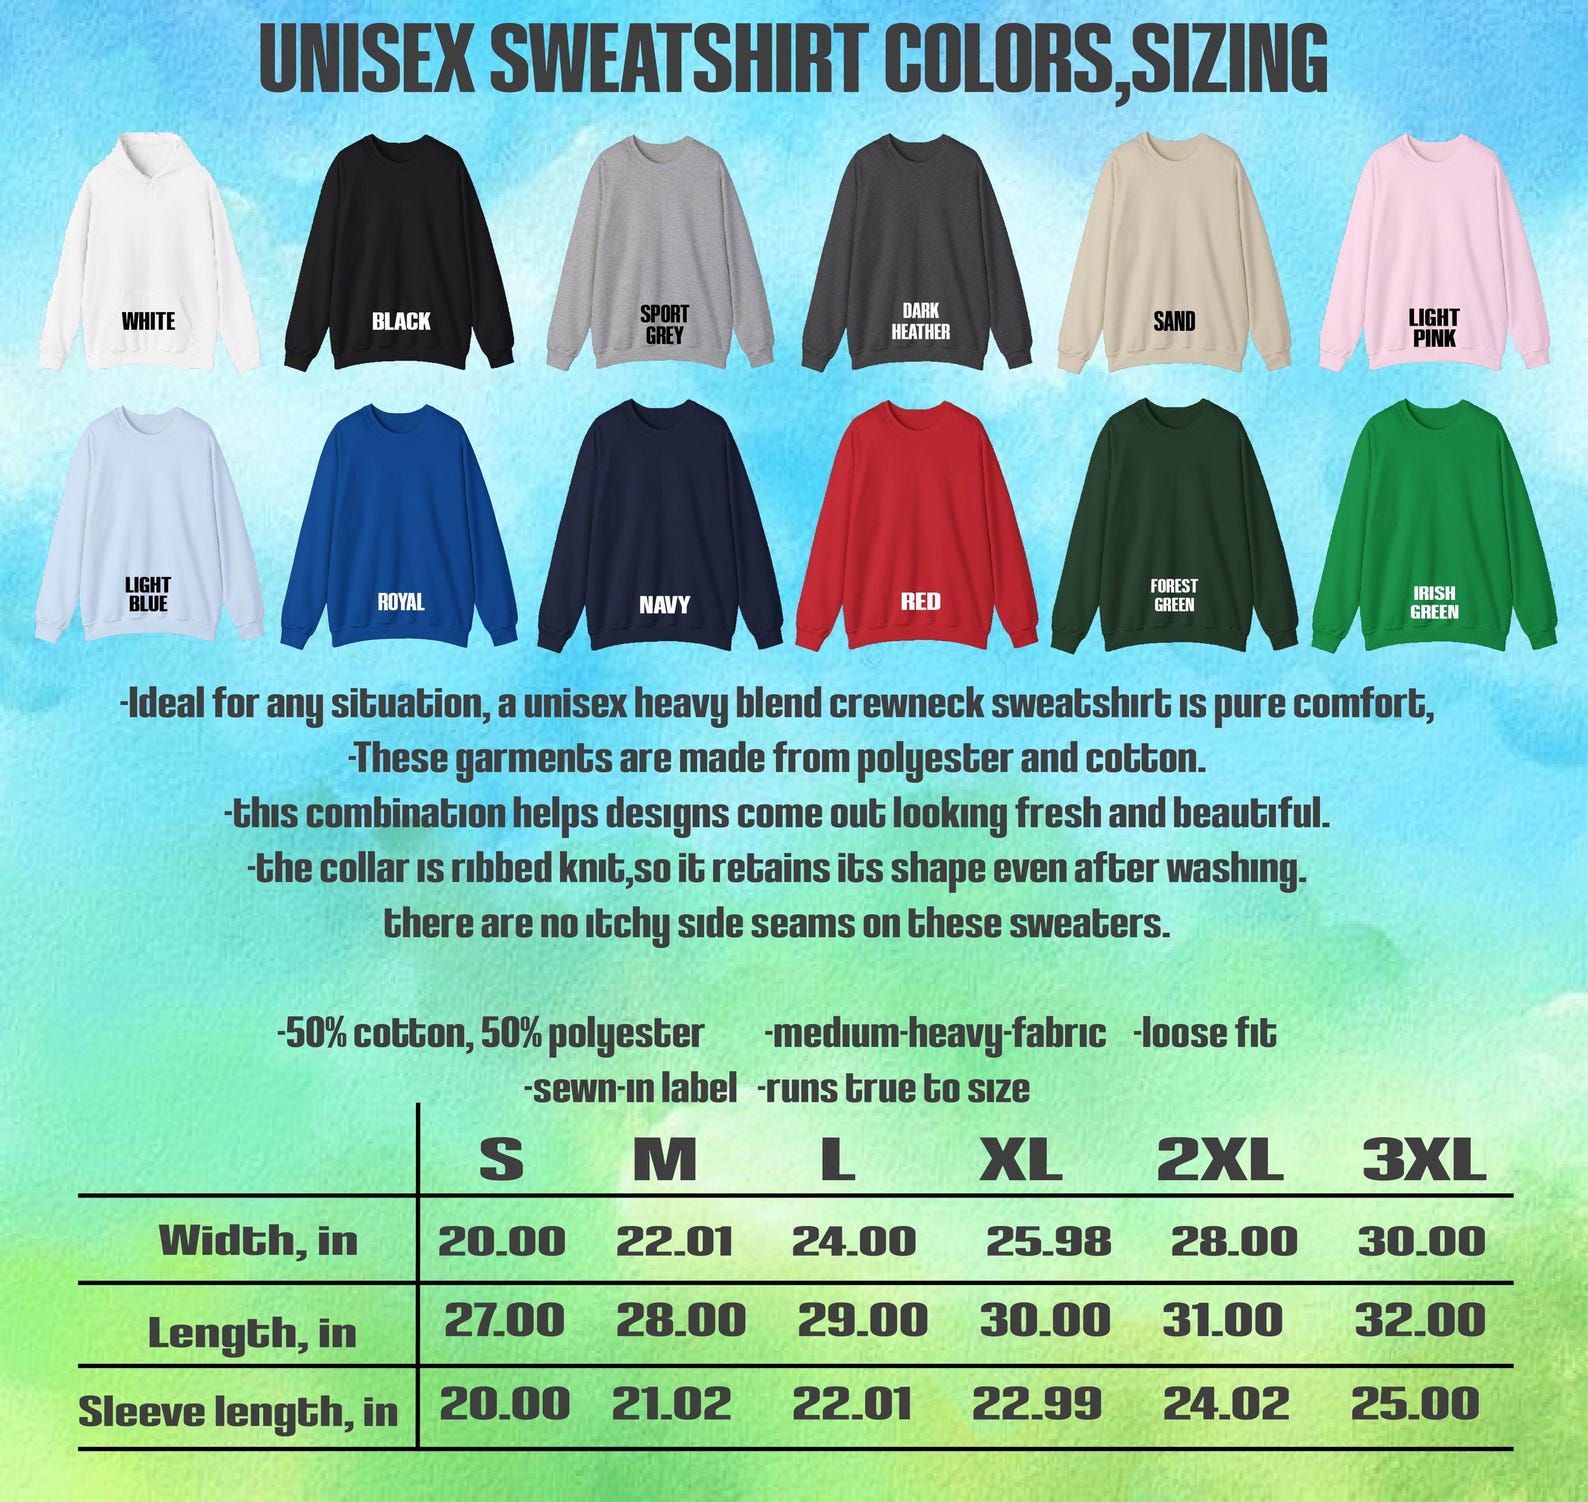 UNISEX SWEATSHIRT COLORS,SIZING
WHITE
BLACK
SPORT
GREY
DARK
HEATHER
SAND
LIGHT
PINK
LIGHT
BLUE
ROYAL
NAVY
RED
FOREST
GREEN
IRISH
GREEN
-Ideal for any situation, a unisex heavy blend crewneck sweatshirt is pure comfort,
-These garments are made from polyester and cotton.
-this combination helps designs come out looking fresh and beautiful.
-the collar is ribbed knit,so it retains its shape even after washing.
there are no itchy side seams on these sweaters.
-50% cotton, 50% polyester -medium-heavy-fabric -loose fit
-sewn-in label -runs true to size
S M L XL 2XL 3XL
Width, in 20.00 22.01 24.00 25.98 28.00 30.00
Length, in 27.00 28.00 29.00 30.00 31.00 32.00
Sleeve length, in 20.00 21.02 22.01 22.99 24.02 25.00